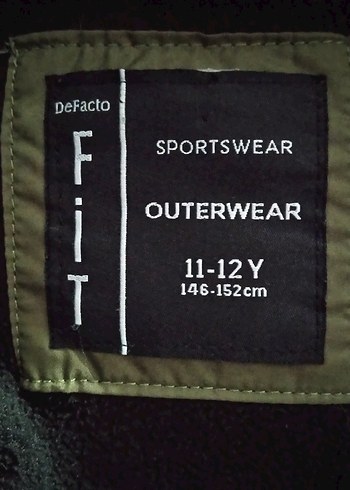 DeFacto
FiT
SPORTSWEAR
OUTERWEAR
11-12 Y
146-152cm